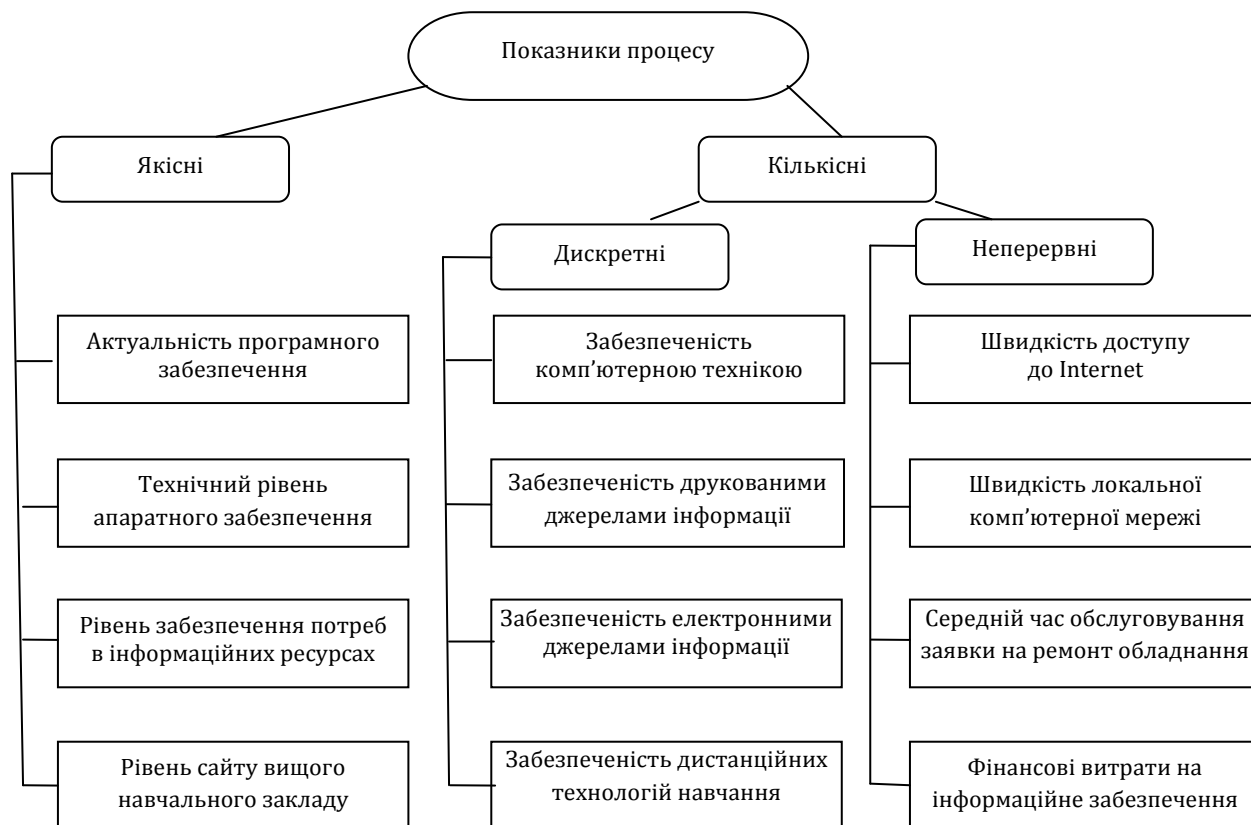 Показники процесу
Якісні
Кількісні
Дискретні
Неперервні
Актуальність програмного
забезпечення
Забезпеченість
комп’ютерною технікою
Швидкість доступу
до Internet
Технічний рівень
апаратного забезпечення
Забезпеченість друкованими
джерелами інформації
Швидкість локальної
комп’ютерної мережі
Рівень забезпечення потреб
в інформаційних ресурсах
Забезпеченість електронними
джерелами інформації
Середній час обслуговування
заявки на ремонт обладнання
Рівень сайту вищого
навчального закладу
Забезпеченість дистанційних
технологій навчання
Фінансові витрати на
інформаційне забезпечення